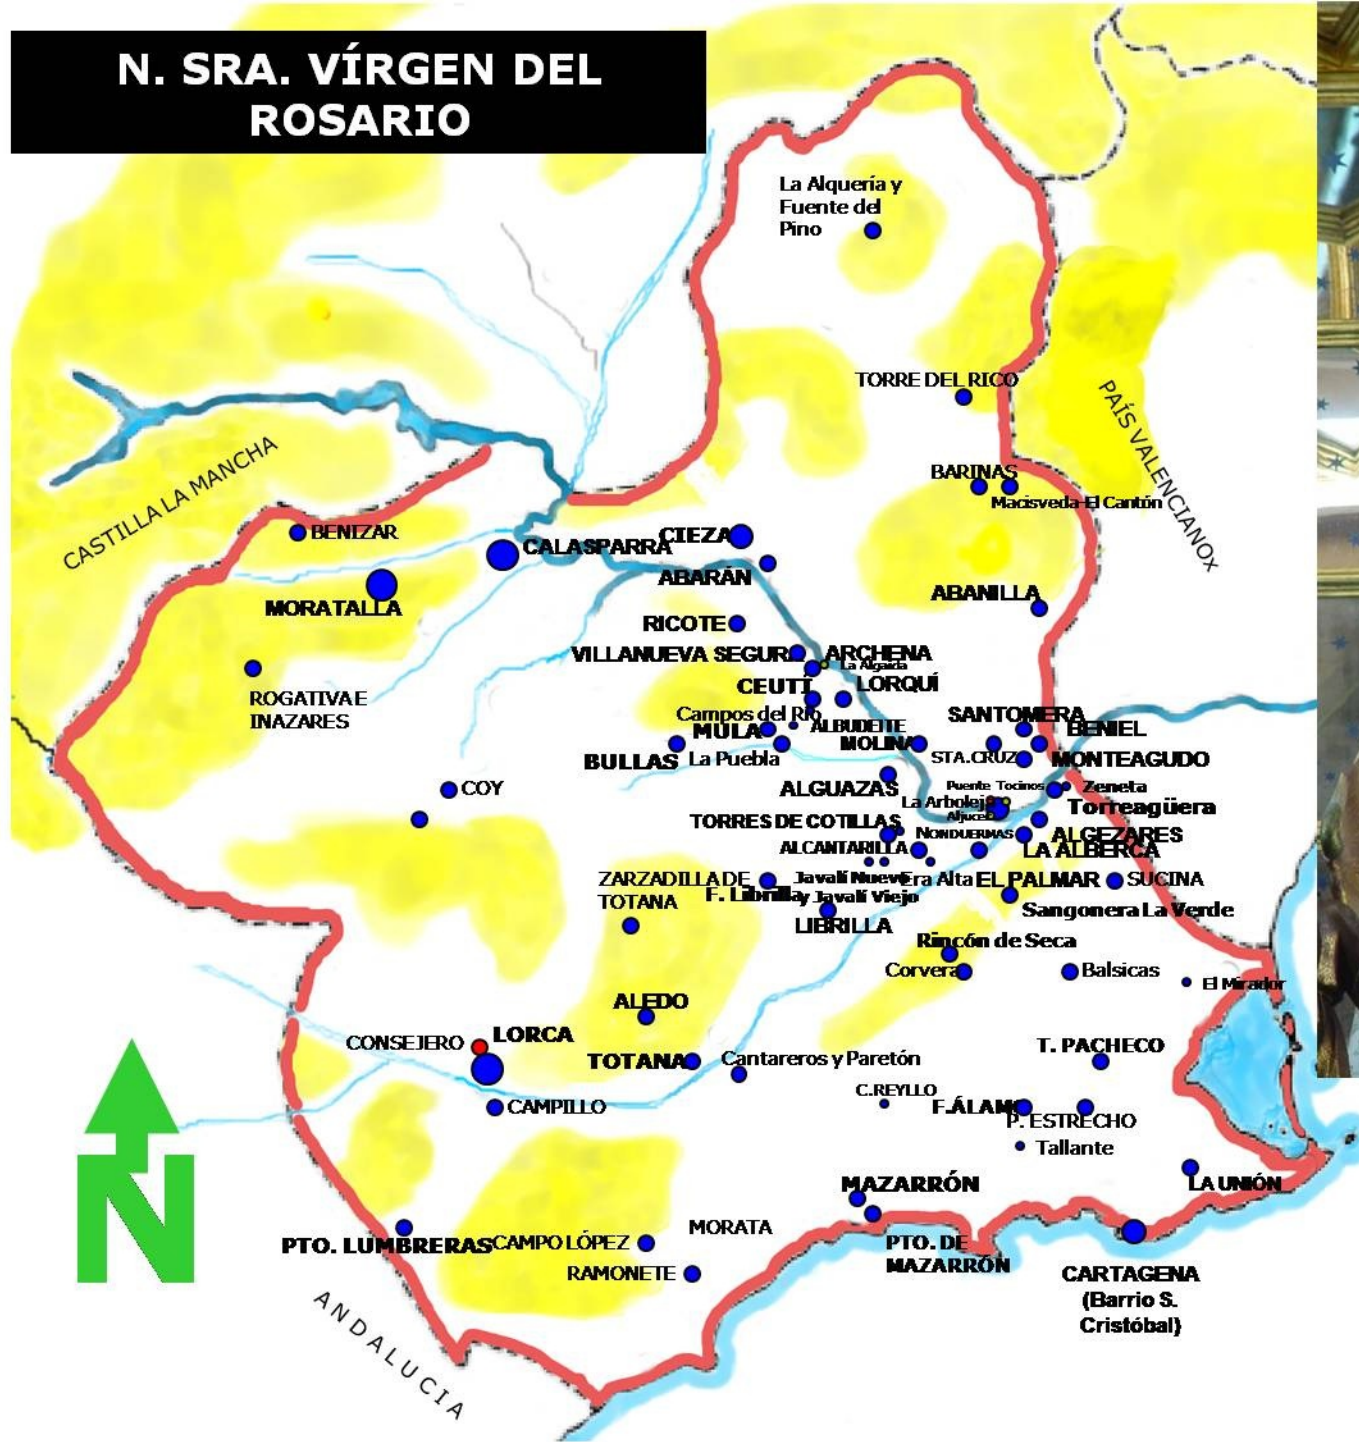 N. SRA. VÍRGEN DEL
ROSARIO
La Alquería y
Fuente del
Pino
TORRE DEL RICO
PAÍS VALENCIANOX
CASTILLA LA MANCHA
BARINAS
Macisveda-El Cantón
BENIZAR
CIEZA
CALASPARRA
ABARÁN
MORATALLA
ABANILLA
RICOTE
VILLANUEVA SEGURA
ARCHENA
La Algaida
CEUTÍ
LORQUÍ
ROGATIVA E
INAZARES
Campos del Río
SANTOMERA
MULA
ALBUDEITE
BENIEL
MOLINA
BULLAS
La Puebla
STA.CRUZ
MONTEAGUDO
COY
ALGUAZAS
Puente Tocinos
Zeneta
La Arboleja
Torreagüera
Aljucer
TORRES DE COTILLAS
NONDUERMAS
ALGEZARES
ALCANTARILLA
LA ALBERCA
ZARZADILLA DE
TOTANA
Javalí Nuevo
y Javalí Viejo
Era Alta
EL PALMAR
SUCINA
F. Librilla
LIBRILLA
Sangonera La Verde
Rincón de Seca
Corvera
Balsicas
El Mirador
ALEDO
CONSEJERO
LORCA
T. PACHECO
TOTANA
Cantareros y Paretón
C.REYLLO
CAMPILLO
F.ÁLAMO
P. ESTRECHO
Tallante
N
MAZARRÓN
LA UNIÓN
MORATA
PTO. LUMBRERAS
CAMPO LÓPEZ
PTO. DE
MAZARRÓN
RAMONETE
CARTAGENA
(Barrio S.
Cristóbal)
ANDALUCIA